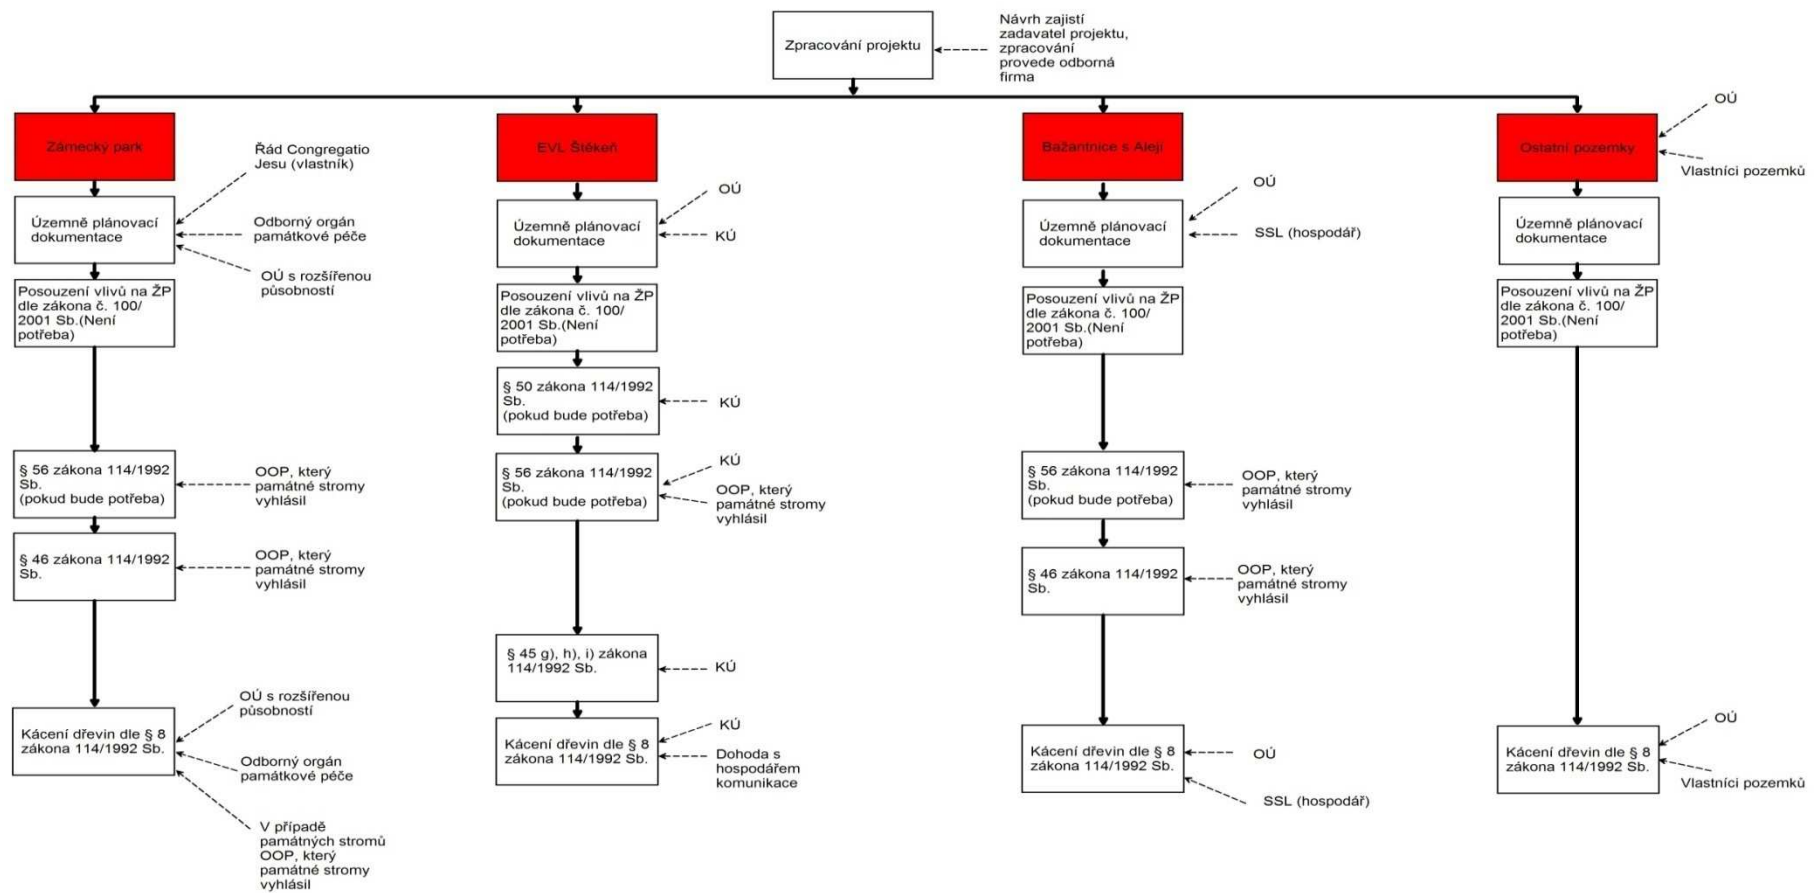 Zpracování projektu
Návrh zajistí
zadavatel projektu,
zpracování
provede odborná
firma
Zámecký park
Řád Congregatio
Jesu (vlastník)
Územně plánovací
dokumentace
Odborný orgán
památkové péče
OÚ s rozšířenou
působností
Posouzení vlivů na ŽP
dle zákona č. 100/
2001 Sb.(Není
potřeba)
§ 56 zákona 114/1992
Sb.
(pokud bude potřeba)
OOP, který
památné stromy
vyhlásil
§ 46 zákona 114/1992
Sb.
OOP, který
památné stromy
vyhlásil
OÚ s rozšířenou
působností
Kácení dřevin dle § 8
zákona 114/1992 Sb.
Odborný orgán
památkové péče
V případě
památných stromů
OOP, který
památné stromy
vyhlásil
EVL Štěkeň
OÚ
Územně plánovací
dokumentace
KÚ
Posouzení vlivů na ŽP
dle zákona č. 100/
2001 Sb.(Není
potřeba)
§ 50 zákona 114/1992
Sb.
(pokud bude potřeba)
KÚ
§ 56 zákona 114/1992
Sb.
(pokud bude potřeba)
KÚ
OOP, který
památné stromy
vyhlásil
§ 45 g), h), i) zákona
114/1992 Sb.
KÚ
Kácení dřevin dle § 8
zákona 114/1992 Sb.
KÚ
Dohoda s
hospodářem
komunikace
Bažantnice s Alejí
OÚ
Územně plánovací
dokumentace
SSL (hospodář)
Posouzení vlivů na ŽP
dle zákona č. 100/
2001 Sb.(Není
potřeba)
§ 56 zákona 114/1992
Sb.
(pokud bude potřeba)
OOP, který
památné stromy
vyhlásil
§ 46 zákona 114/1992
Sb.
OOP, který
památné stromy
vyhlásil
Kácení dřevin dle § 8
zákona 114/1992 Sb.
OÚ
SSL (hospodář)
Ostatní pozemky
OÚ
Vlastníci pozemků
Územně plánovací
dokumentace
Posouzení vlivů na ŽP
dle zákona č. 100/
2001 Sb.(Není
potřeba)
Kácení dřevin dle § 8
zákona 114/1992 Sb.
OÚ
Vlastníci pozemků